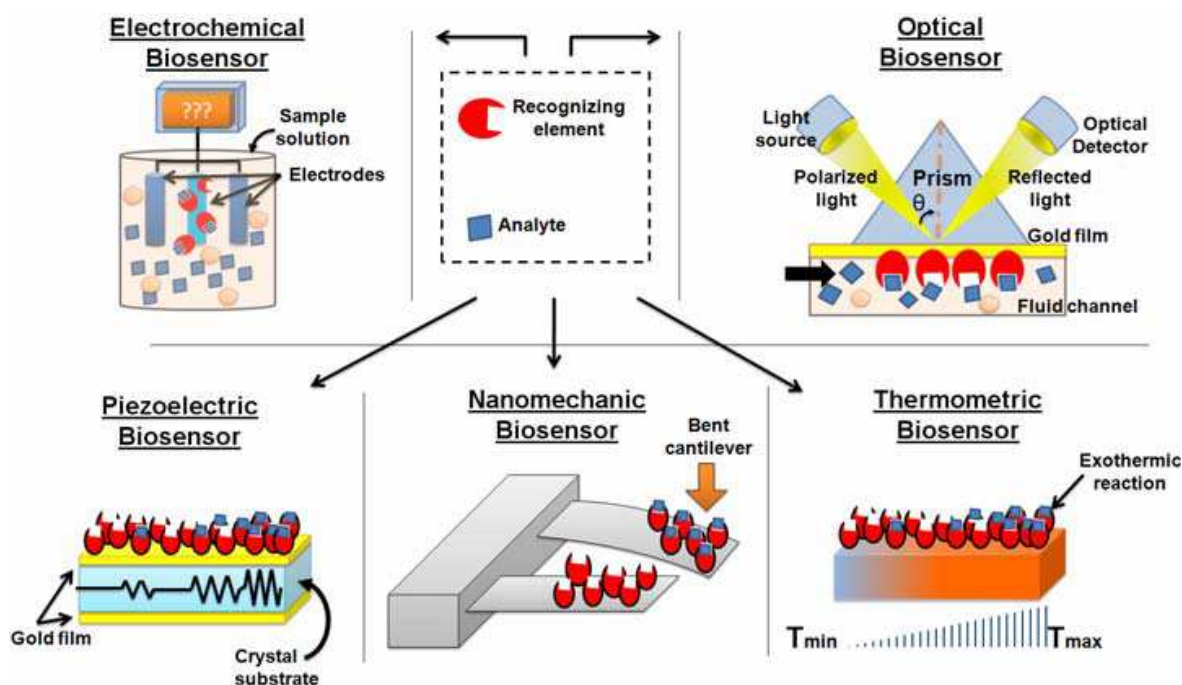 Electrochemical
Biosensor
???
Sample
solution
Electrodes
Recognizing
element
Analyte
Optical
Biosensor
Light
source
Optical
Detector
Polarized
light
Prism
θ
Reflected
light
Gold film
Fluid channel
Piezoelectric
Biosensor
Gold film
Crystal
substrate
Nanomechanic
Biosensor
Bent
cantilever
Thermometric
Biosensor
Exothermic
reaction
Tmin
Tmax